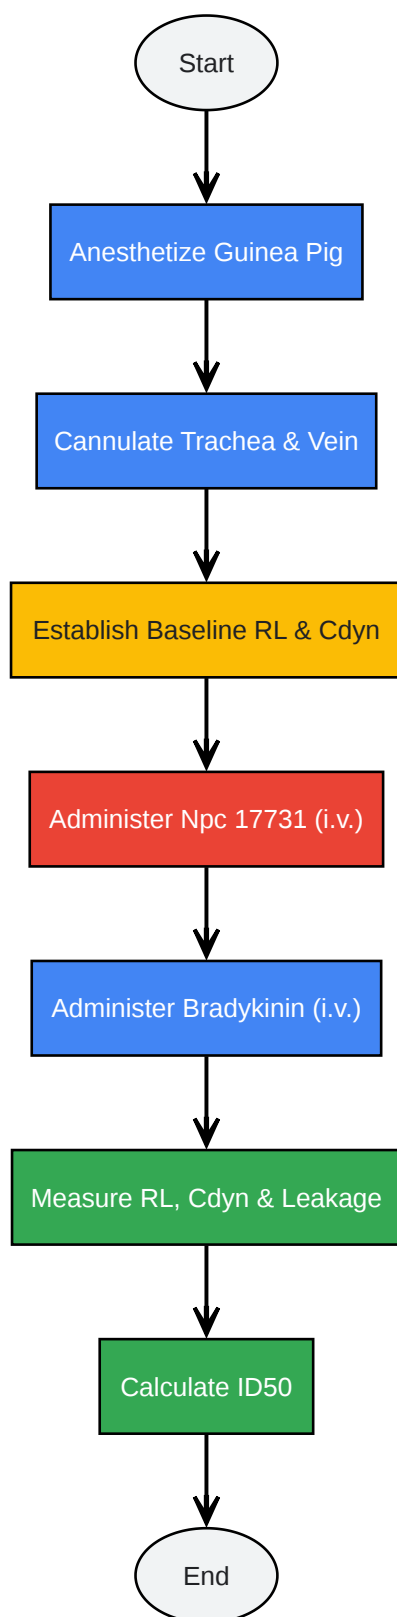 Start
Anesthetize Guinea Pig
Cannulate Trachea & Vein
Establish Baseline RL & Cdyn
Administer Npc 17731 (i.v.)
Administer Bradykinin (i.v.)
Measure RL, Cdyn & Leakage
Calculate ID50
End